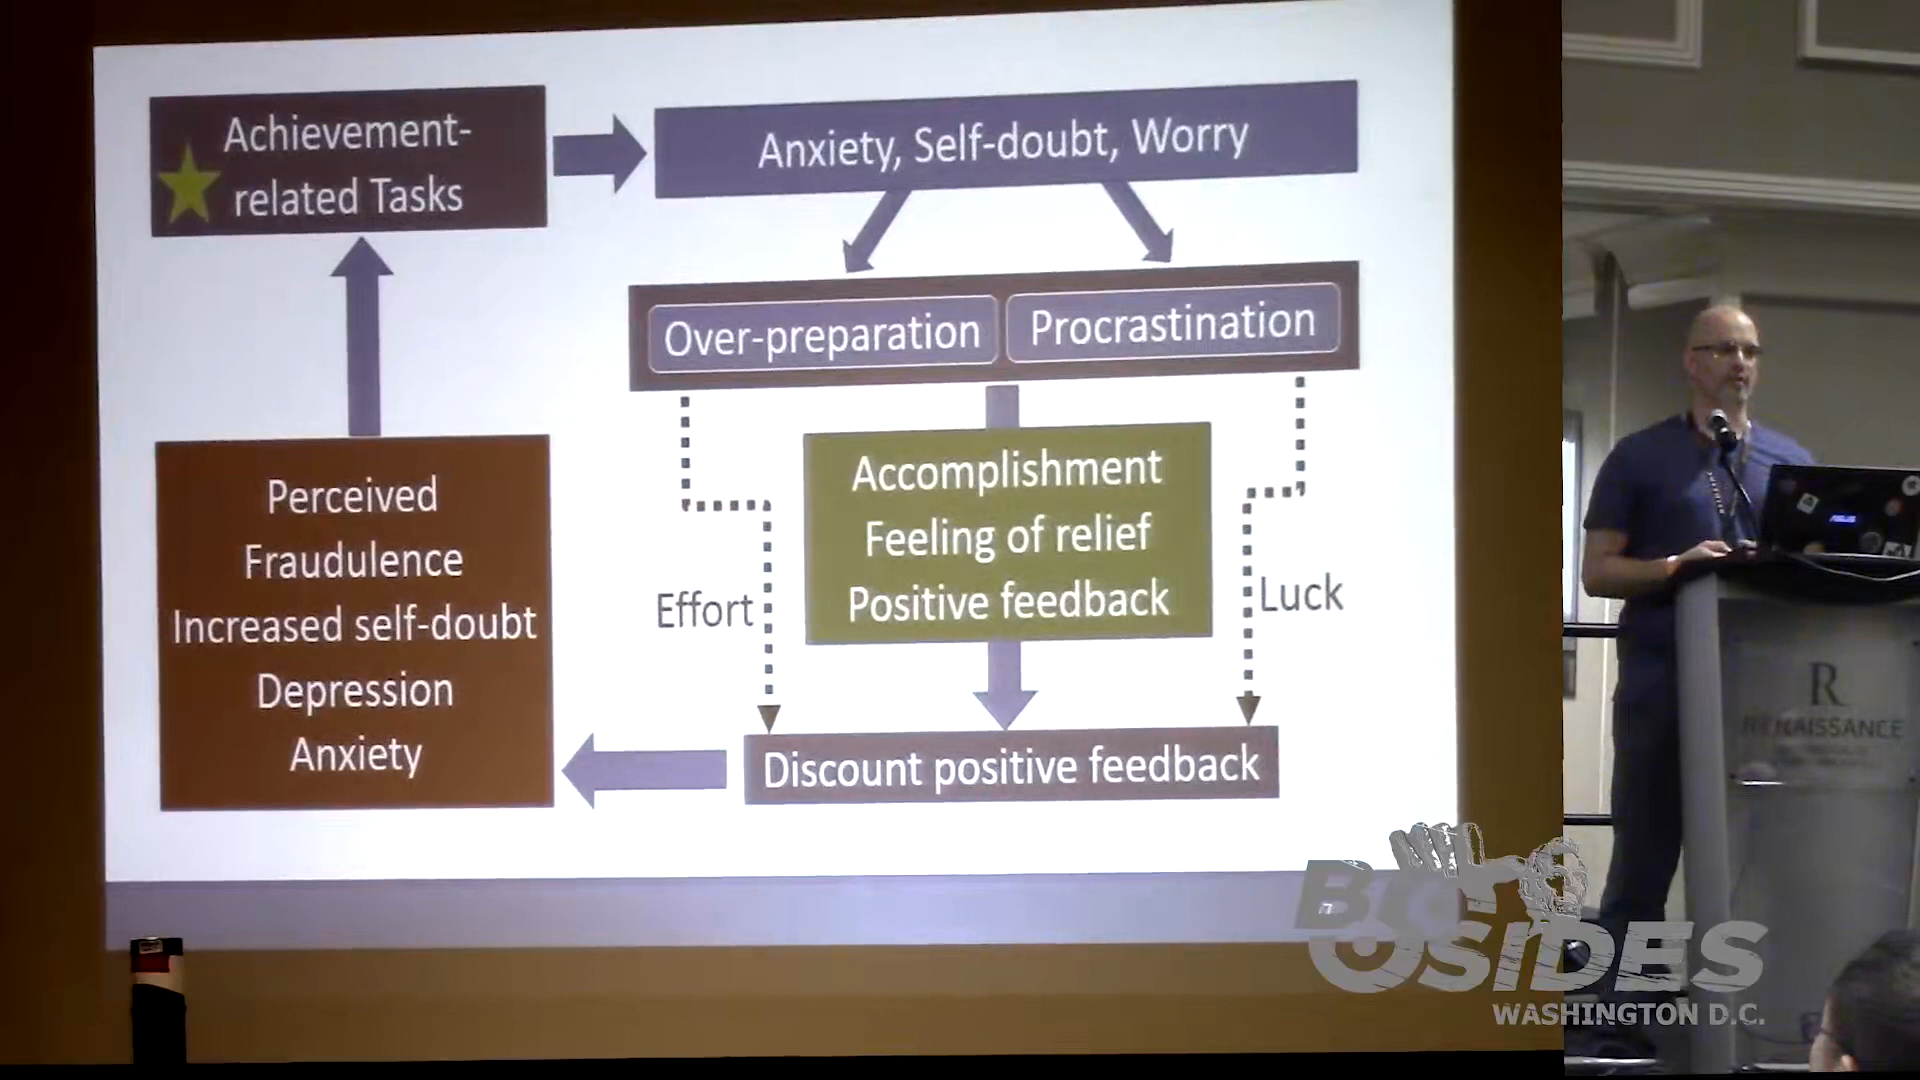 Achievement-
related Tasks
Anxiety, Self-doubt, Worry
Over-preparation
Procrastination
Accomplishment
Feeling of relief
Positive feedback
Effort
Luck
Discount positive feedback
Perceived
Fraudulence
Increased self-doubt
Depression
Anxiety
ASUS
R
RENAISSANCE
BSIDES
WASHINGTON D.C.